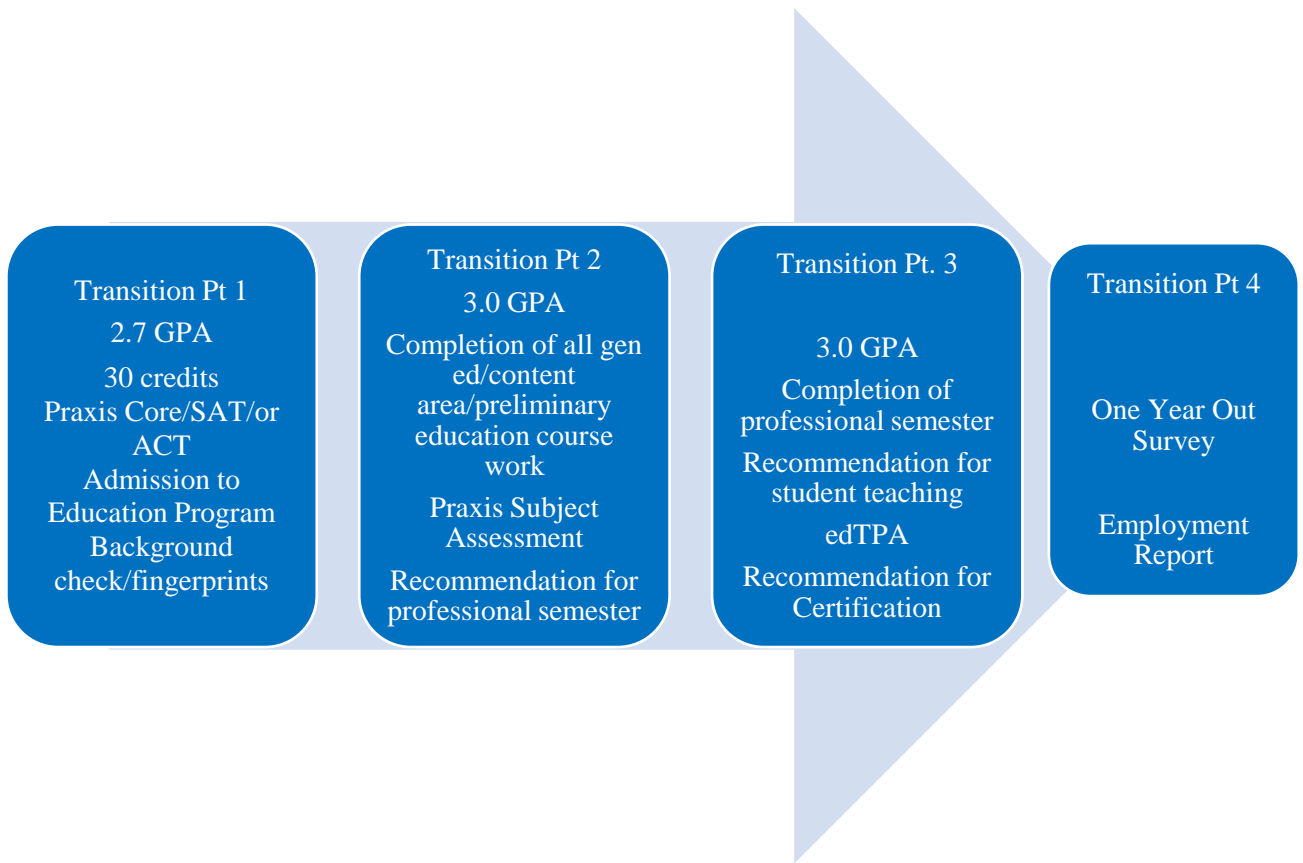 Transition Pt 1
2.7 GPA
30 credits
Praxis Core/SAT/or
ACT
Admission to
Education Program
Background
check/fingerprints
Transition Pt 2
3.0 GPA
Completion of all gen
ed/content
area/preliminary
education course
work
Praxis Subject
Assessment
Recommendation for
professional semester
Transition Pt. 3
3.0 GPA
Completion of
professional semester
Recommendation for
student teaching
edTPA
Recommendation for
Certification
Transition Pt 4
One Year Out
Survey
Employment
Report